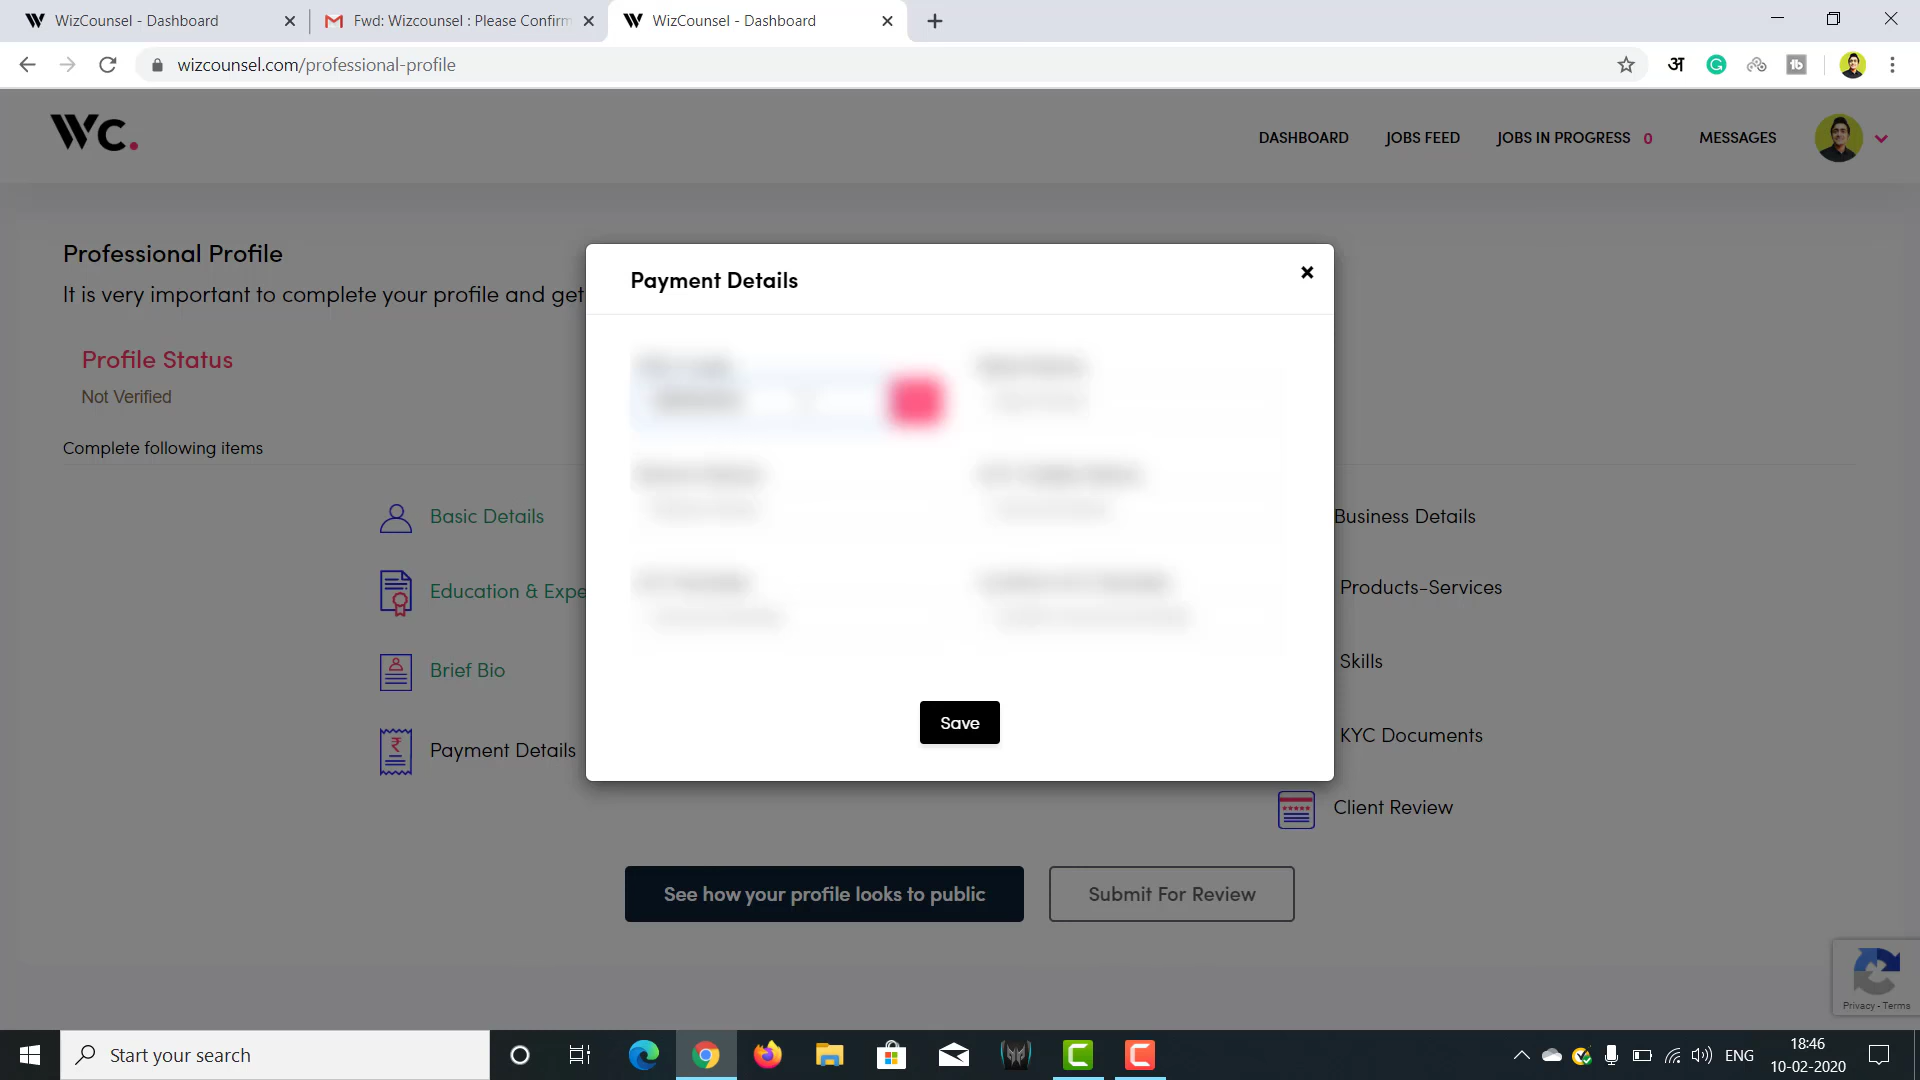 WizCounsel - Dashboard
Fwd: Wizcounsel : Please Confirm
WizCounsel - Dashboard
wizcounsel.com/professional-profile
अ
WC.
DASHBOARD
JOBS FEED
JOBS IN PROGRESS 0
MESSAGES
Professional Profile
It is very important to complete your profile and get
Profile Status
Not Verified
Complete following items
Basic Details
Education & Expe
Brief Bio
Payment Details
Payment Details
Save
Business Details
Products-Services
Skills
KYC Documents
Client Review
See how your profile looks to public
Submit For Review
Privacy - Terms
Start your search
ENG
18:46
10-02-2020